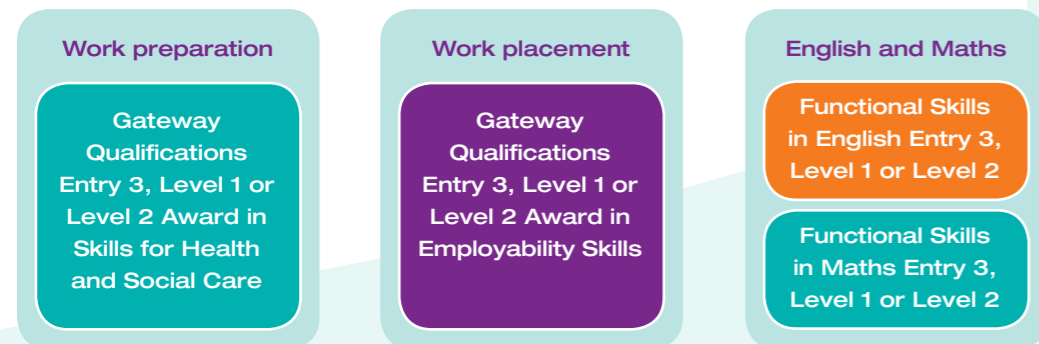 Work preparation
Gateway
Qualifications
Entry 3, Level 1 or
Level 2 Award in
Skills for Health
and Social Care
Work placement
Gateway
Qualifications
Entry 3, Level 1 or
Level 2 Award in
Employability Skills
English and Maths
Functional Skills
in English Entry 3,
Level 1 or Level 2
Functional Skills
in Maths Entry 3,
Level 1 or Level 2